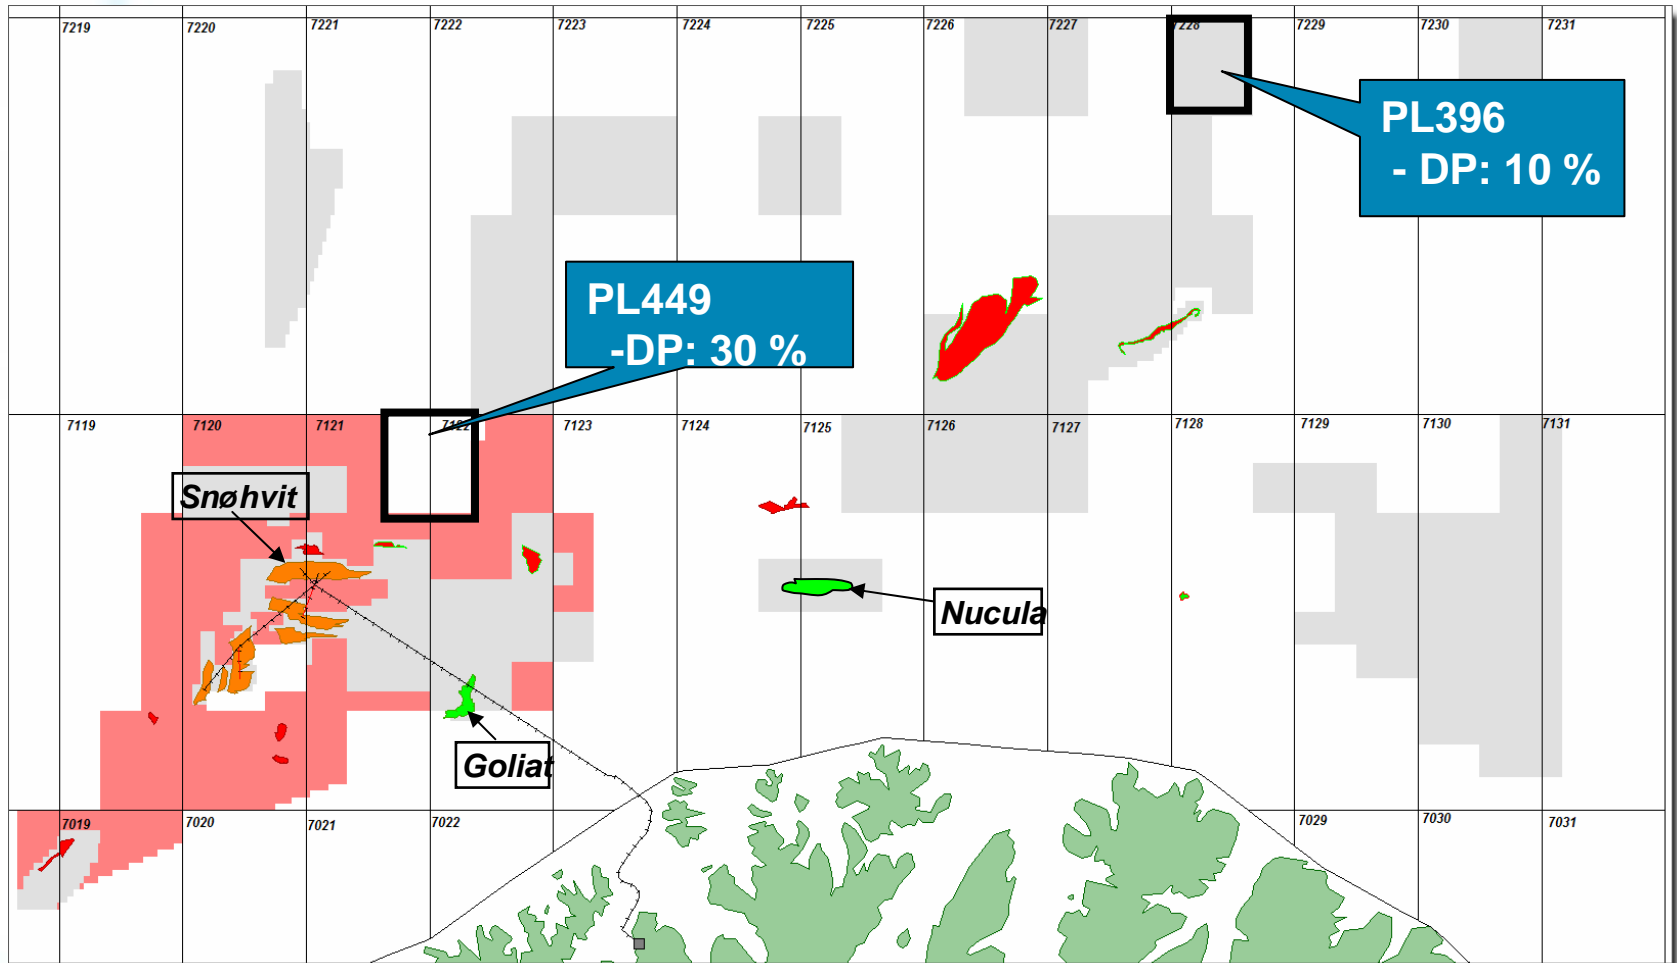 7219 7220 7221 7222 7223 7224 7225 7226 7227 7228 7229 7230 7231
PL396
- DP: 10 %
PL449
-DP: 30 %
7119 7120 7121 7122 7123 7124 7125 7126 7127 7128 7129 7130 7131
Snøhvit
Nucula
Goliat
7019 7020 7021 7022 7029 7030 7031